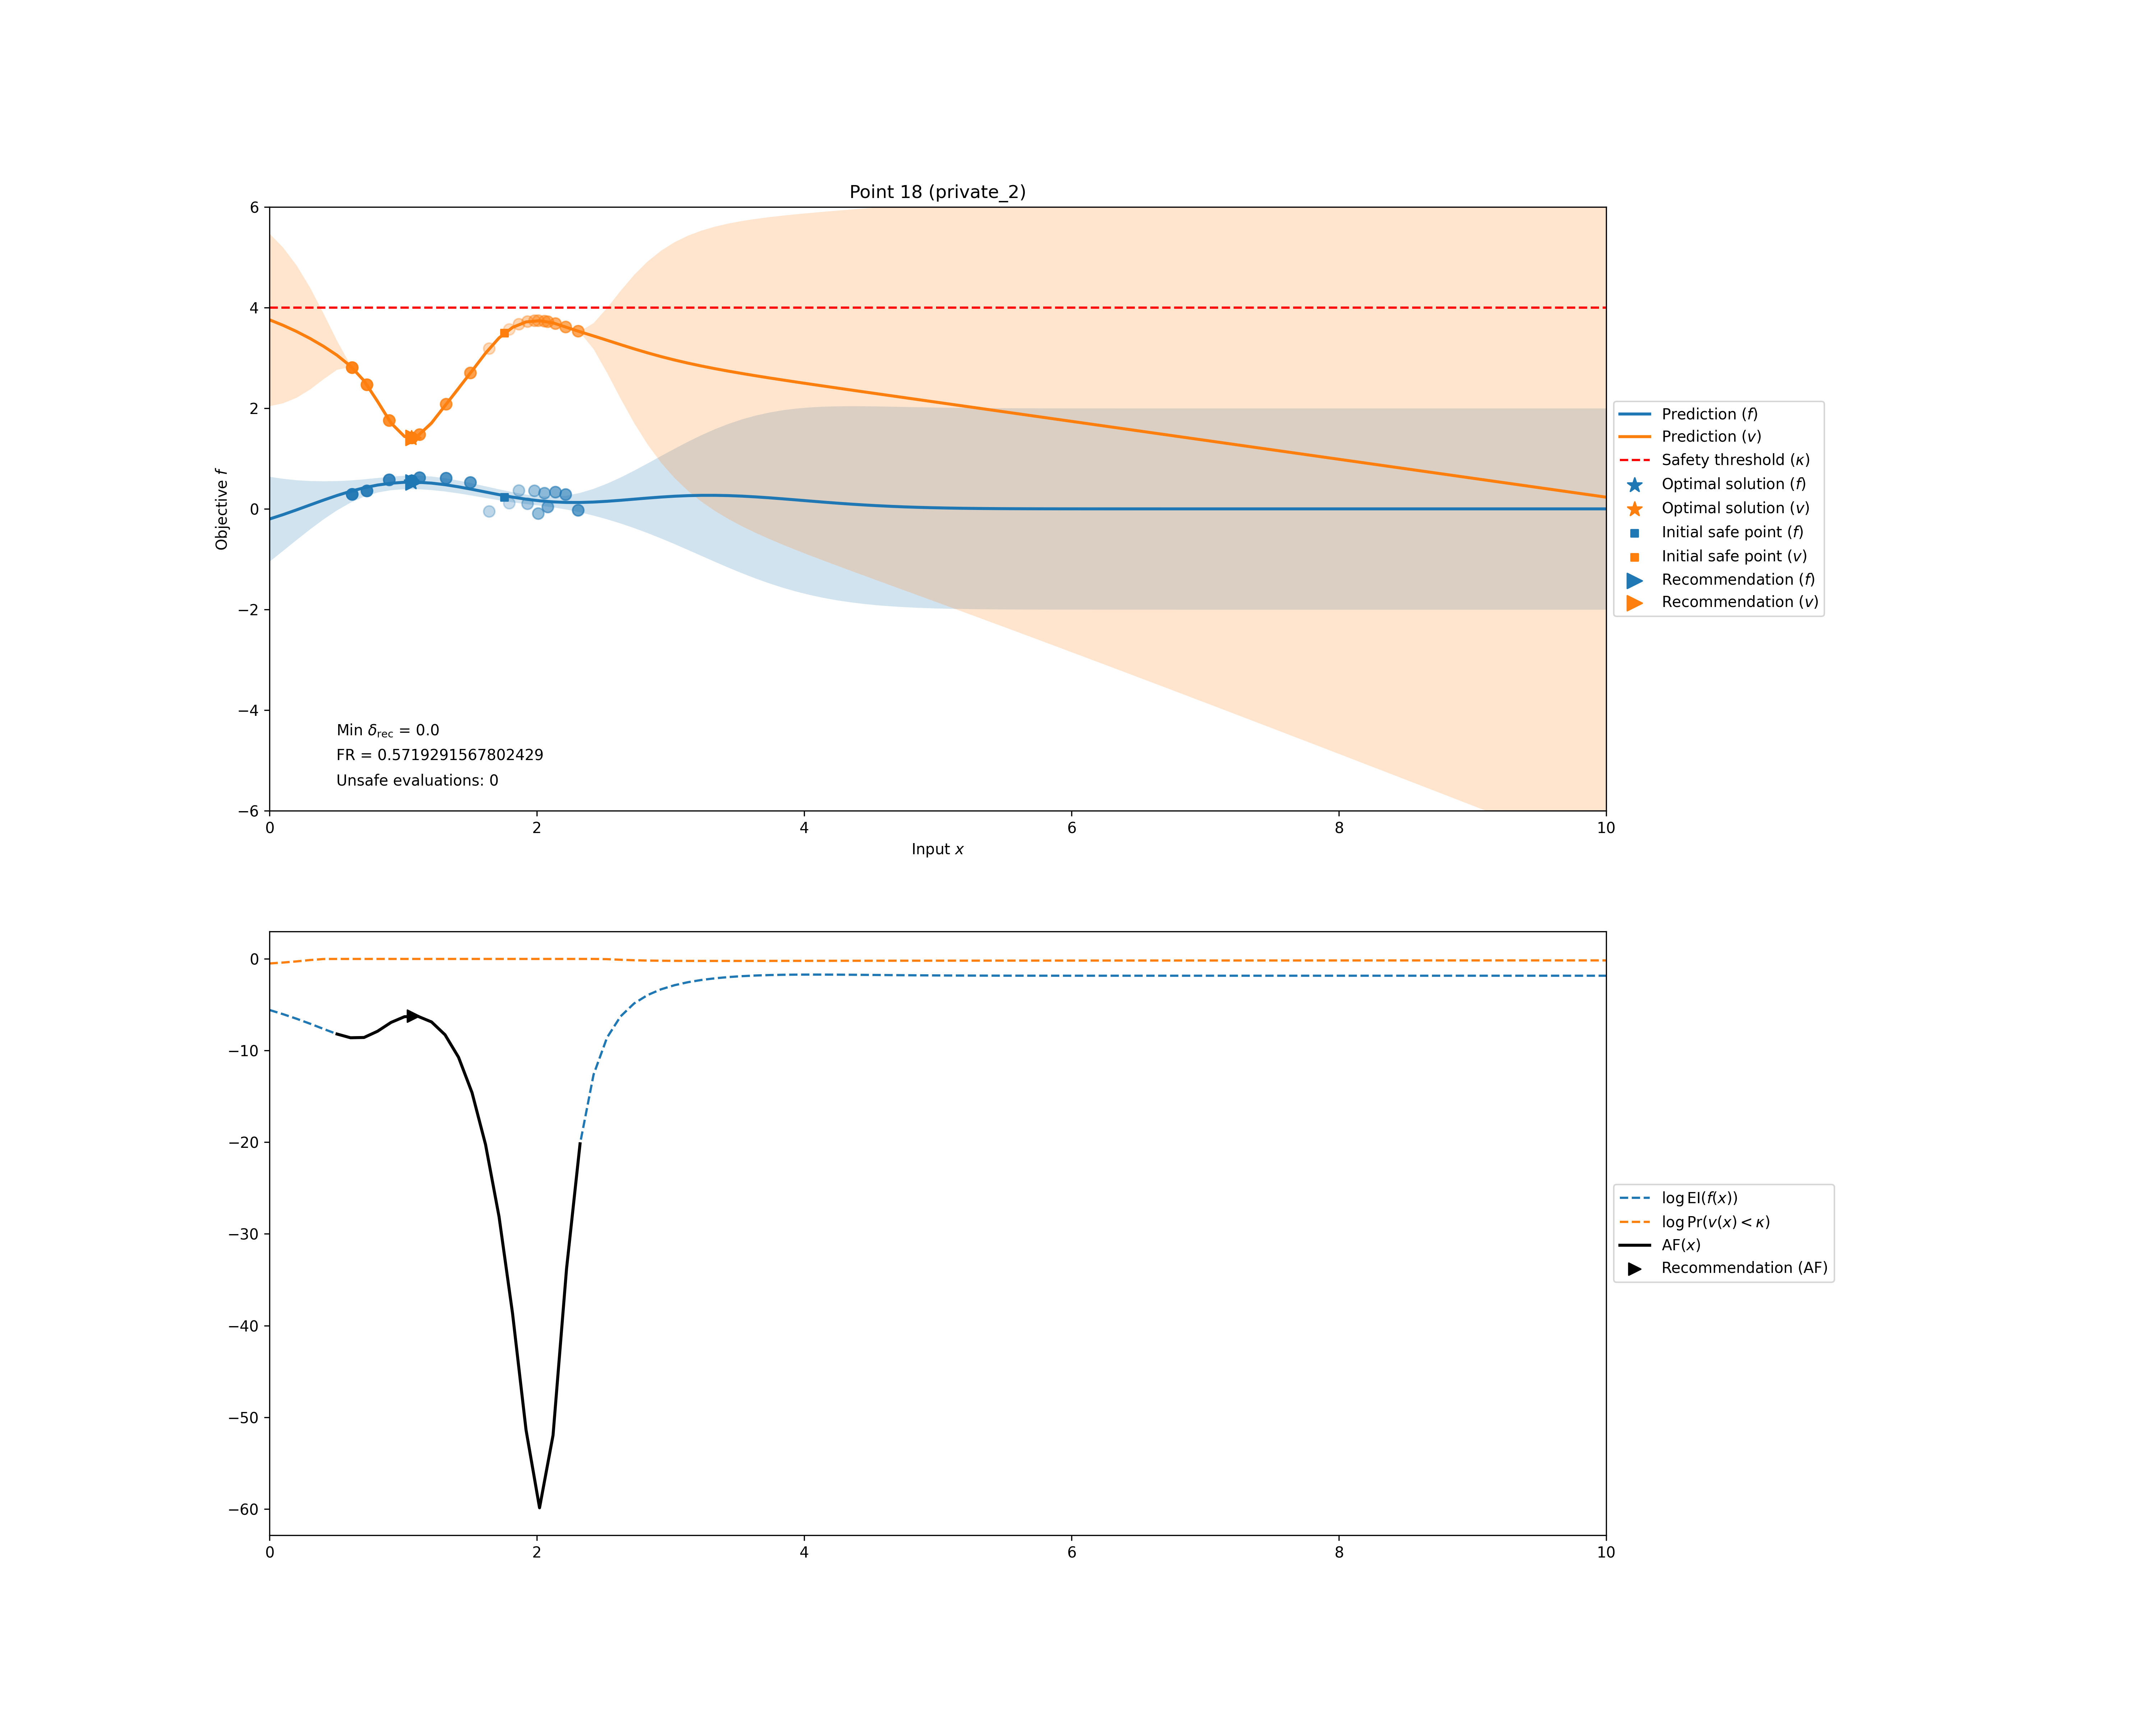 Point 18 (private_2)
6
4
2
0
−2
−4
−6
Objective f
Min δrec = 0.0
FR = 0.5719291567802429
Unsafe evaluations: 0
0 2 4 6 8 10
Input x
Prediction (f)
Prediction (v)
Safety threshold (κ)
Optimal solution (f)
Optimal solution (v)
Initial safe point (f)
Initial safe point (v)
Recommendation (f)
Recommendation (v)
0
−10
−20
−30
−40
−50
−60
0 2 4 6 8 10
log EI(f(x))
log Pr(v(x) < κ)
AF(x)
Recommendation (AF)